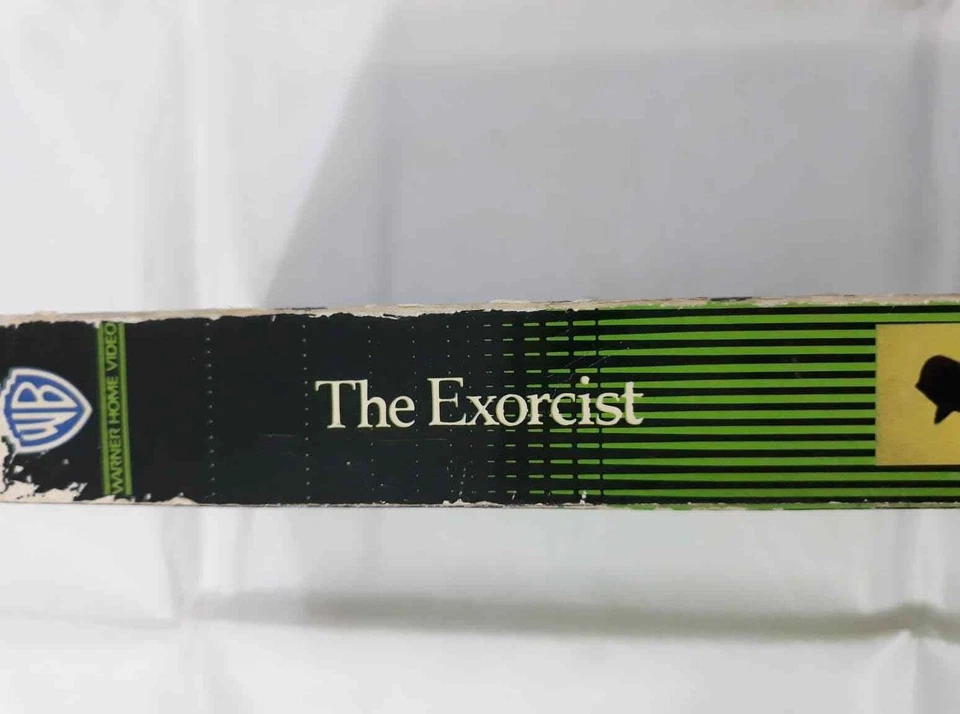 WB
WARNER HOME VIDEO
The Exorcist